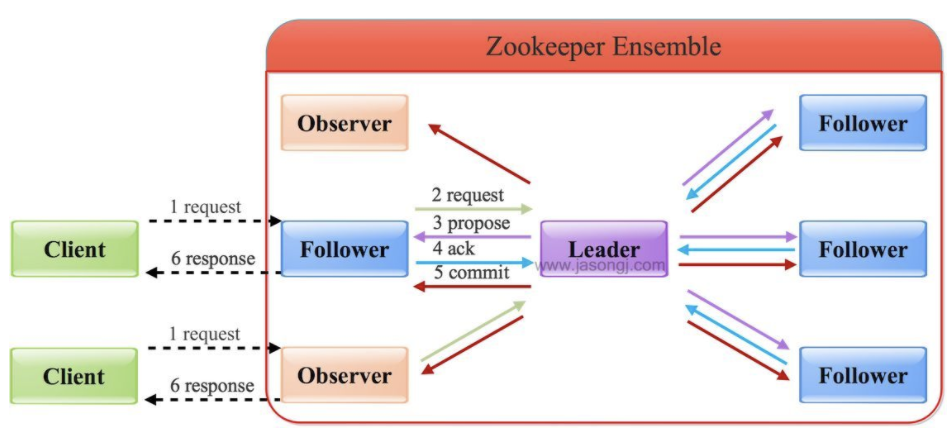 Zookeeper Ensemble
Observer
Follower
1 request
2 request
3 propose
Client
Follower
Leader
Follower
6 response
4 ack
www.jasongj.com
5 commit
1 request
Client
Observer
Follower
6 response